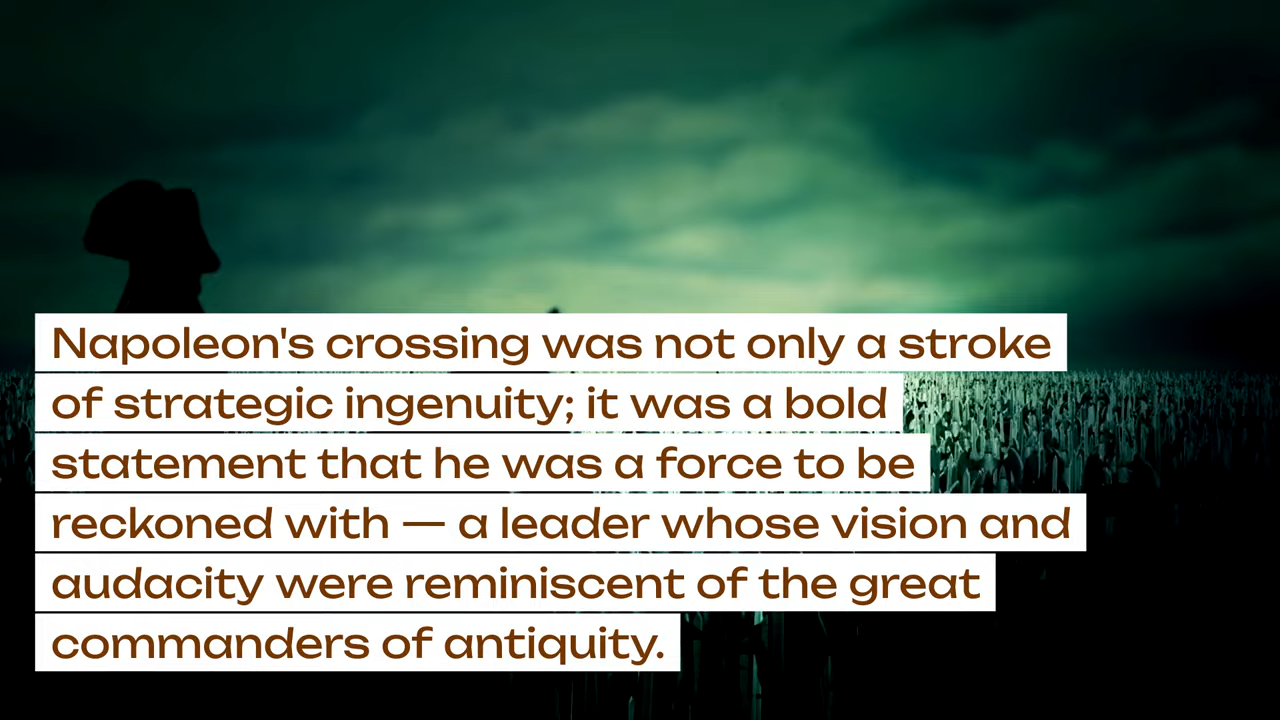 Napoleon's crossing was not only a stroke
of strategic ingenuity; it was a bold
statement that he was a force to be
reckoned with — a leader whose vision and
audacity were reminiscent of the great
commanders of antiquity.